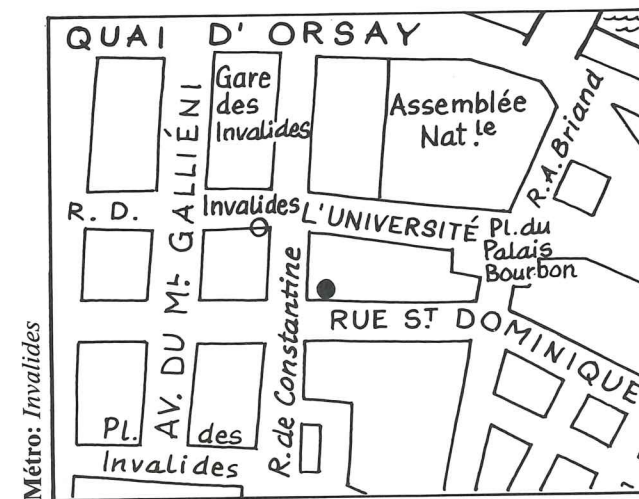 QUAI D' ORSAY
Gare
des
Invalides
Assemblée
Nat.le
R.A. Briand
AV. DU Mt. GALLIÉNI
R. D.
Invalides
L'UNIVERSITÉ
Pl. du
Palais
Bourbon
R. de Constantine
RUE ST DOMINIQUE
Pl. des
Invalides
Métro: Invalides